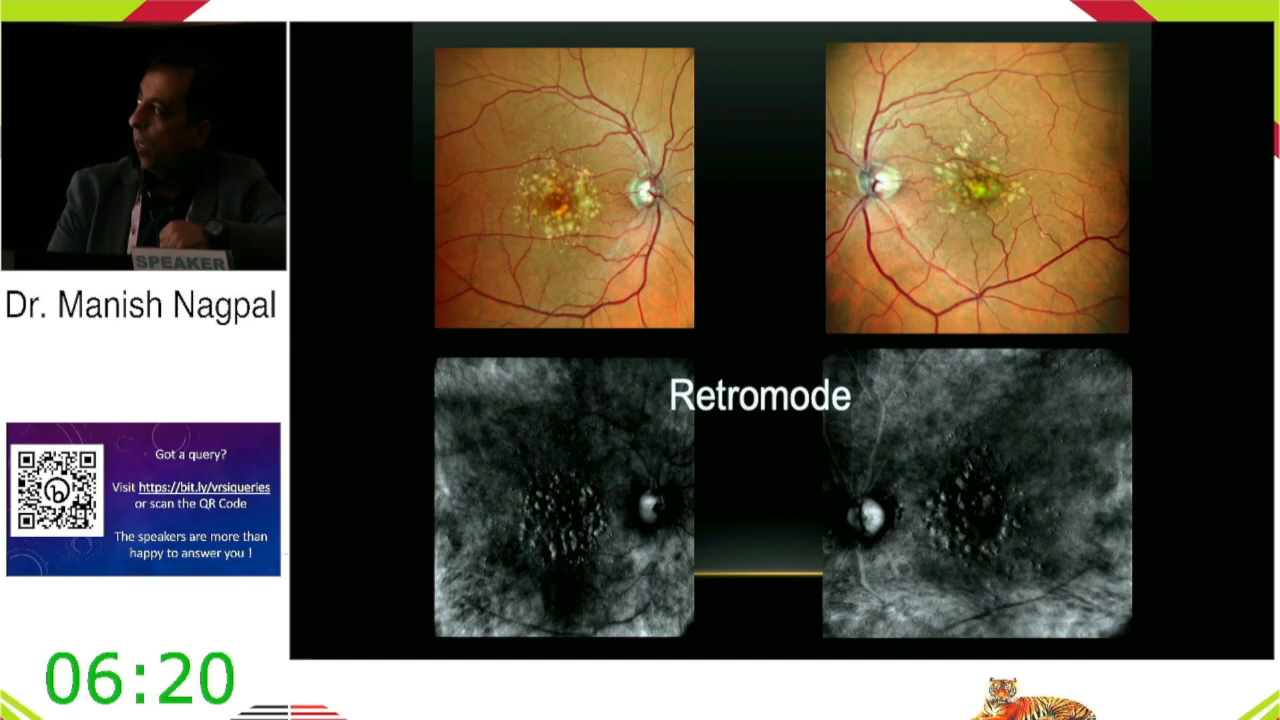 SPEAKER
Dr. Manish Nagpal
Got a query?
Visit https://bit.ly/vrsiqueries
or scan the QR Code
The speakers are more than
happy to answer you !
06:20
Retromode